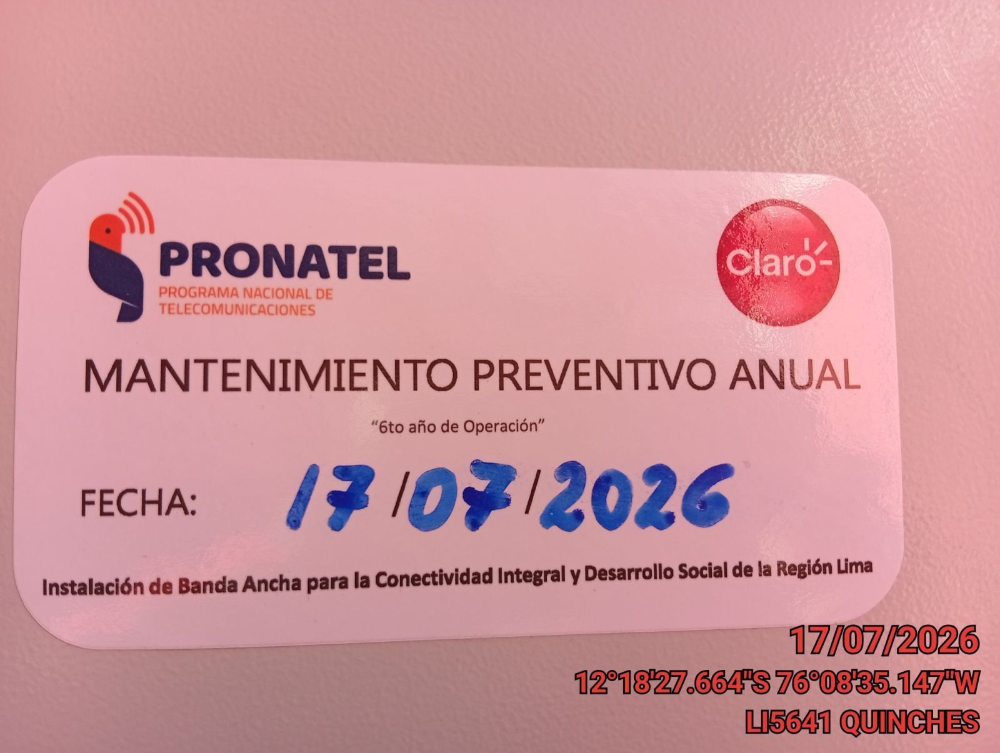 PRONATEL
PROGRAMA NACIONAL DE
TELECOMUNICACIONES
Claro
MANTENIMIENTO PREVENTIVO ANUAL
“6to año de Operación”
FECHA: 17/07/2026
Instalación de Banda Ancha para la Conectividad Integral y Desarrollo Social de la Región Lima
17/07/2026
12°18'27.664"S 76°08'35.147"W
LI5641 QUINCHES